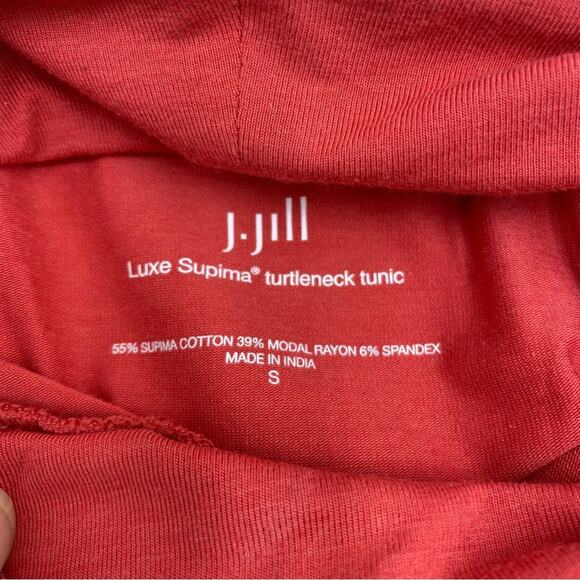 J.Jill
Luxe Supima® turtleneck tunic
55% SUPIMA COTTON 39% MODAL RAYON 6% SPANDEX
MADE IN INDIA
S